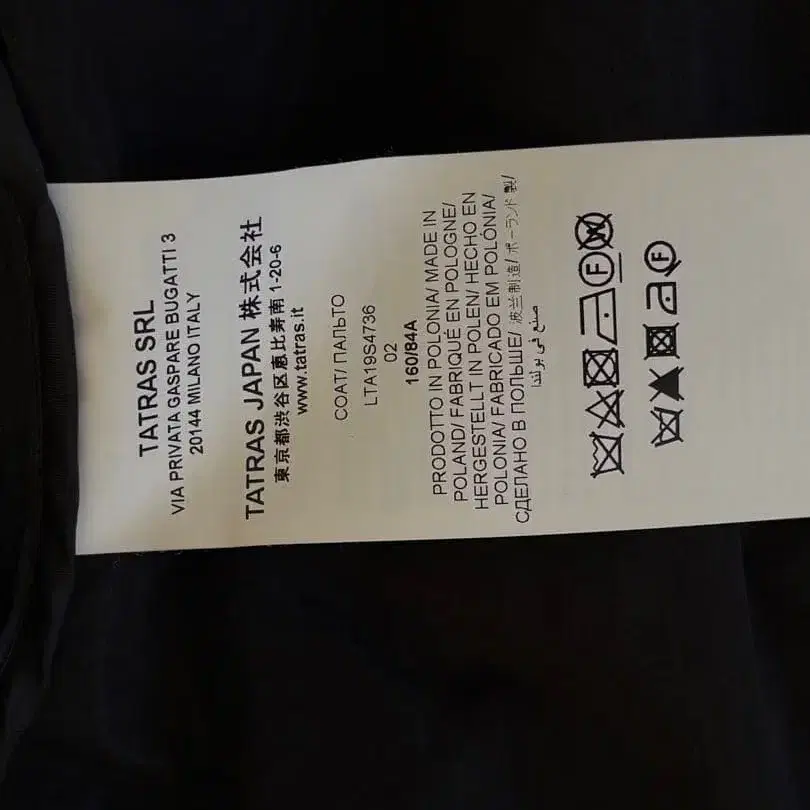 TATRAS SRL
VIA PRIVATA GASPARE BUGATTI 3
20144 MILANO ITALY
TATRAS JAPAN 株式会社
東京都渋谷区恵比寿南 1-20-6
www.tatras.it
COAT/ ПАЛЬТО
LTA19S4736
02
160/84A
PRODOTTO IN POLONIA/ MADE IN
POLAND/ FABRIQUÉ EN POLOGNE/
HERGESTELLT IN POLEN/ HECHO EN
POLONIA/ FABRICADO EM POLÓNIA/
СДЕЛАНО В ПОЛЬШЕ/ 波兰制造/ ポーランド 製/
صنع في بولندا
F W
F